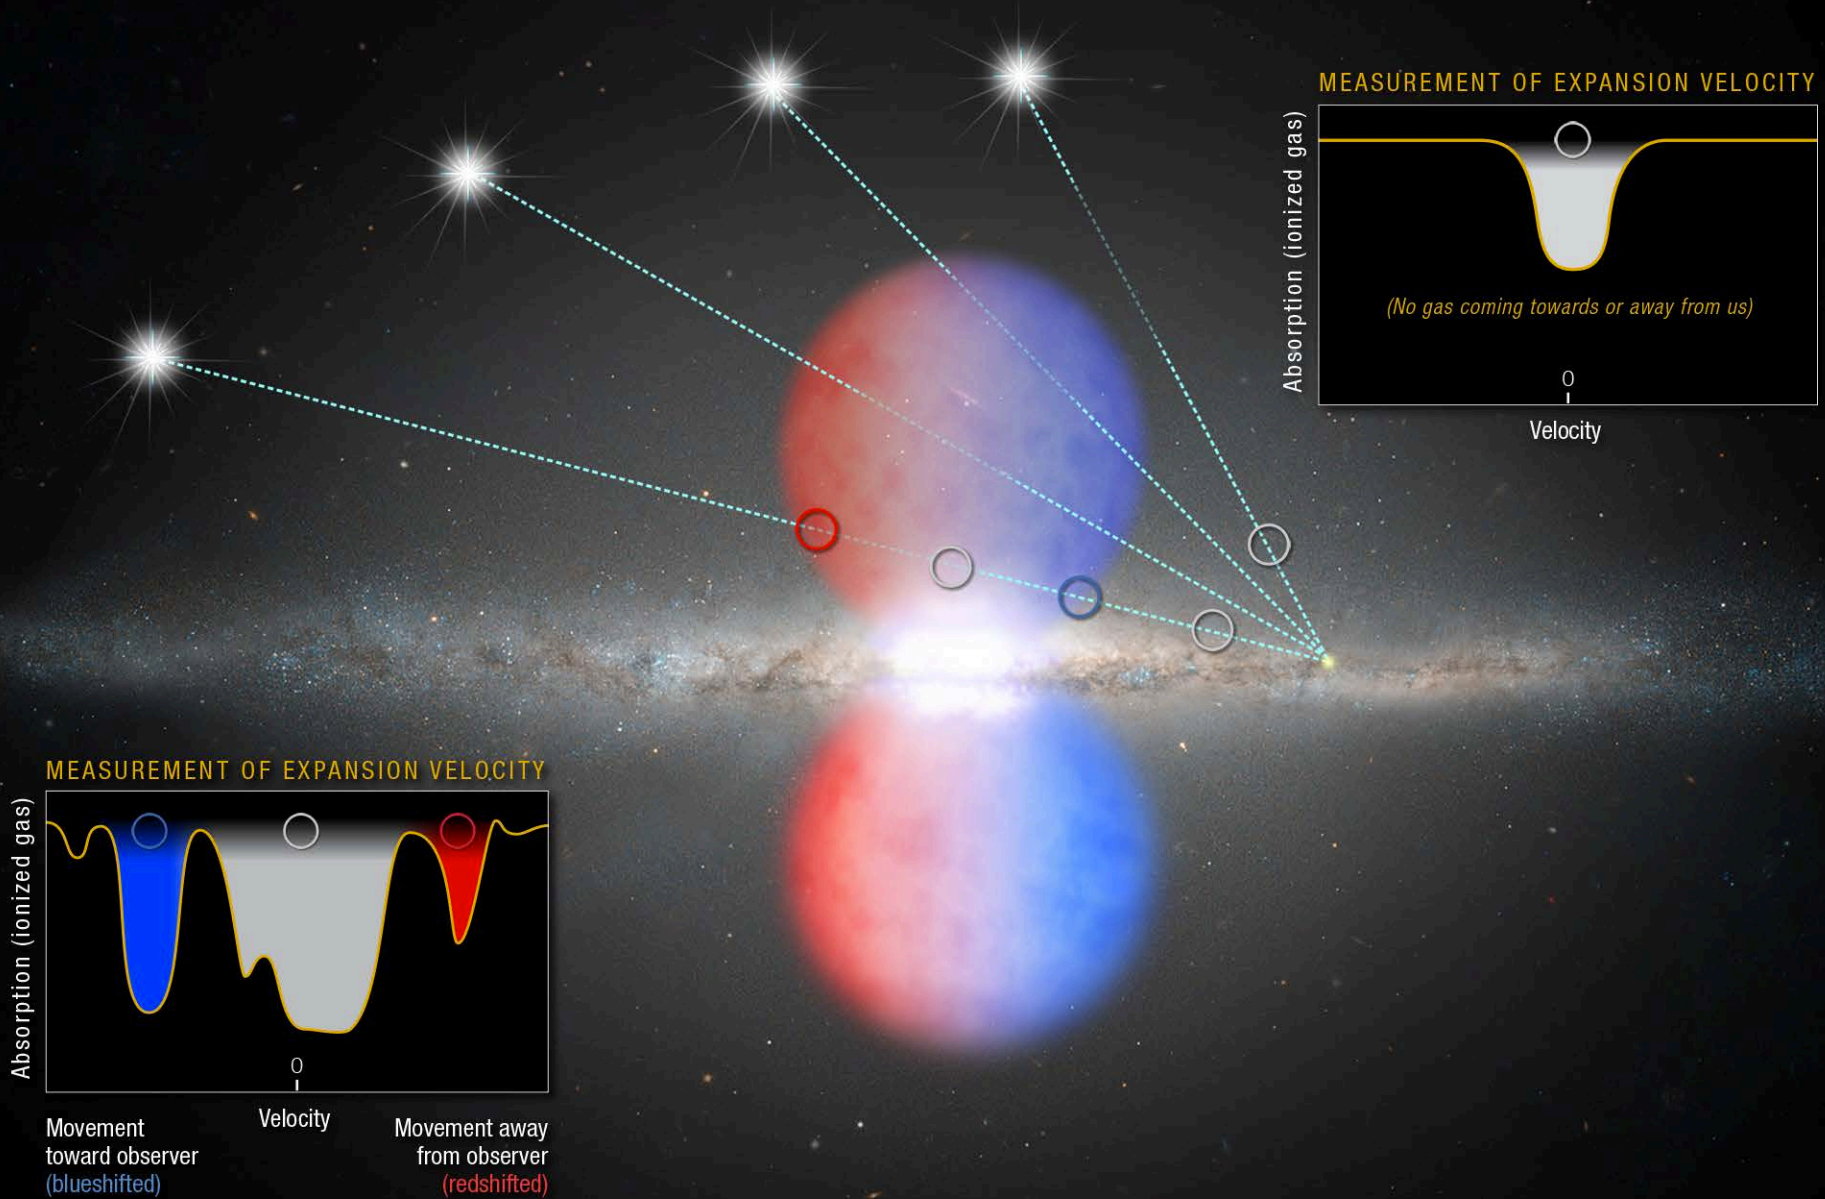 MEASUREMENT OF EXPANSION VELOCITY
Absorption (ionized gas)
(No gas coming towards or away from us)
0
Velocity
MEASUREMENT OF EXPANSION VELOCITY
Absorption (ionized gas)
0
Velocity
Movement
toward observer
(blueshifted)
Movement away
from observer
(redshifted)